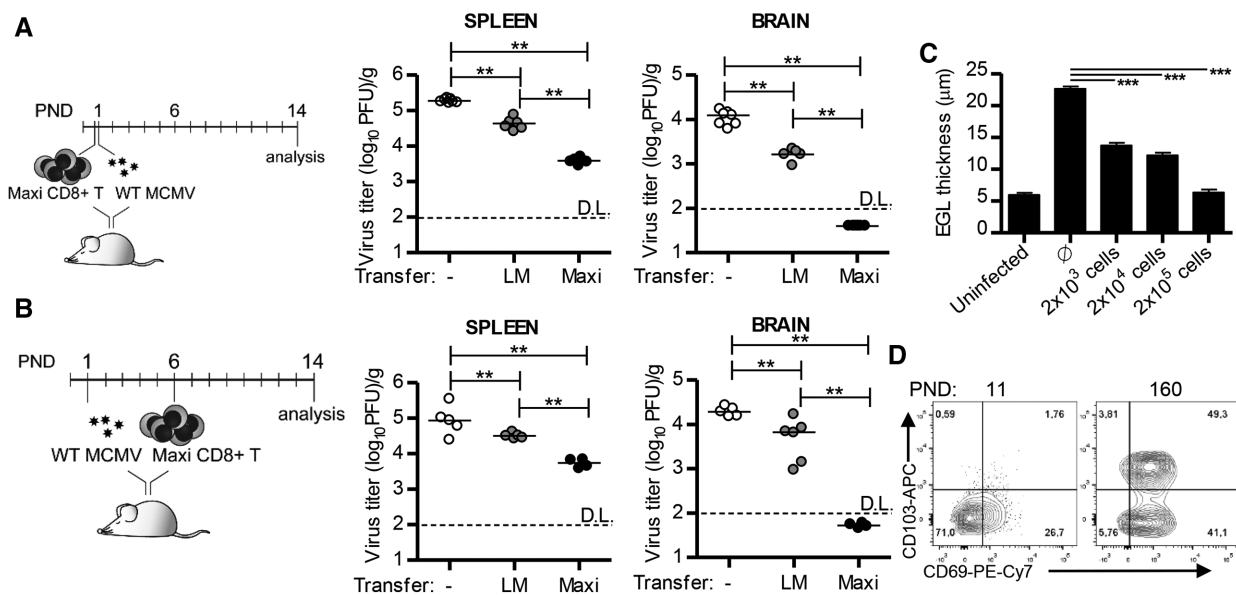 A
PND 1 6 14
analysis
Maxi CD8+ T WT MCMV
SPLEEN
Virus titer (log10 PFU)/g
6
5
4
3
2
1
** ** **
D.L.
Transfer: - LM Maxi
BRAIN
Virus titer (log10 PFU)/g
5
4
3
2
1
** ** **
D.L.
- LM Maxi
B
PND 1 6 14
analysis
WT MCMV Maxi CD8+ T
SPLEEN
Virus titer (log10PFU)/g
6
5
4
3
2
1
** ** **
D.L.
Transfer: - LM Maxi
BRAIN
Virus titer (log10PFU)/g
5
4
3
2
1
** ** **
D.L.
Transfer: - LM Maxi
C
EGL thickness (μm)
25
20
15
10
5
0
*** *** ***
Uninfected
Ø
2x10³ cells
2x10⁴ cells
2x10⁵ cells
D
PND: 11 160
0,59 1,76
71,0 26,7
3,81 49,3
5,76 41,1
CD103-APC
CD69-PE-Cy7